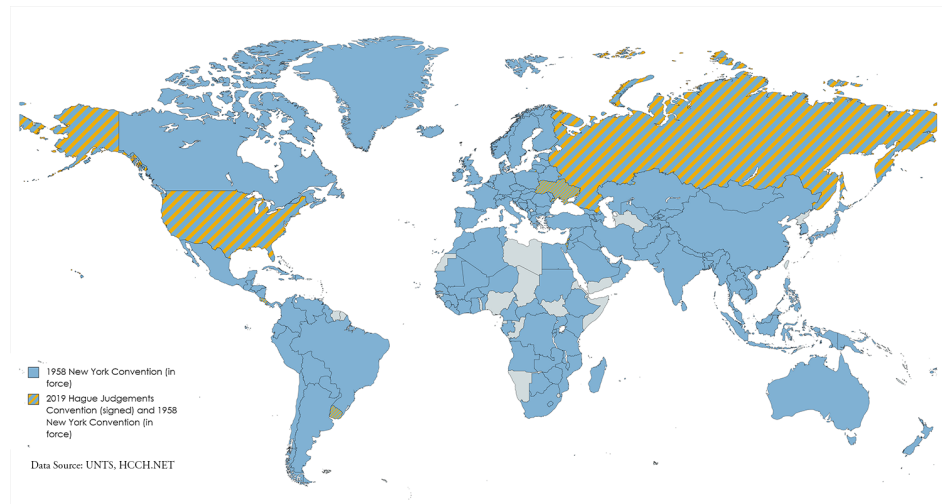 1958 New York Convention (in
force)
2019 Hague Judgements
Convention (signed) and 1958
New York Convention (in
force)
Data Source: UNTS, HCCH.NET